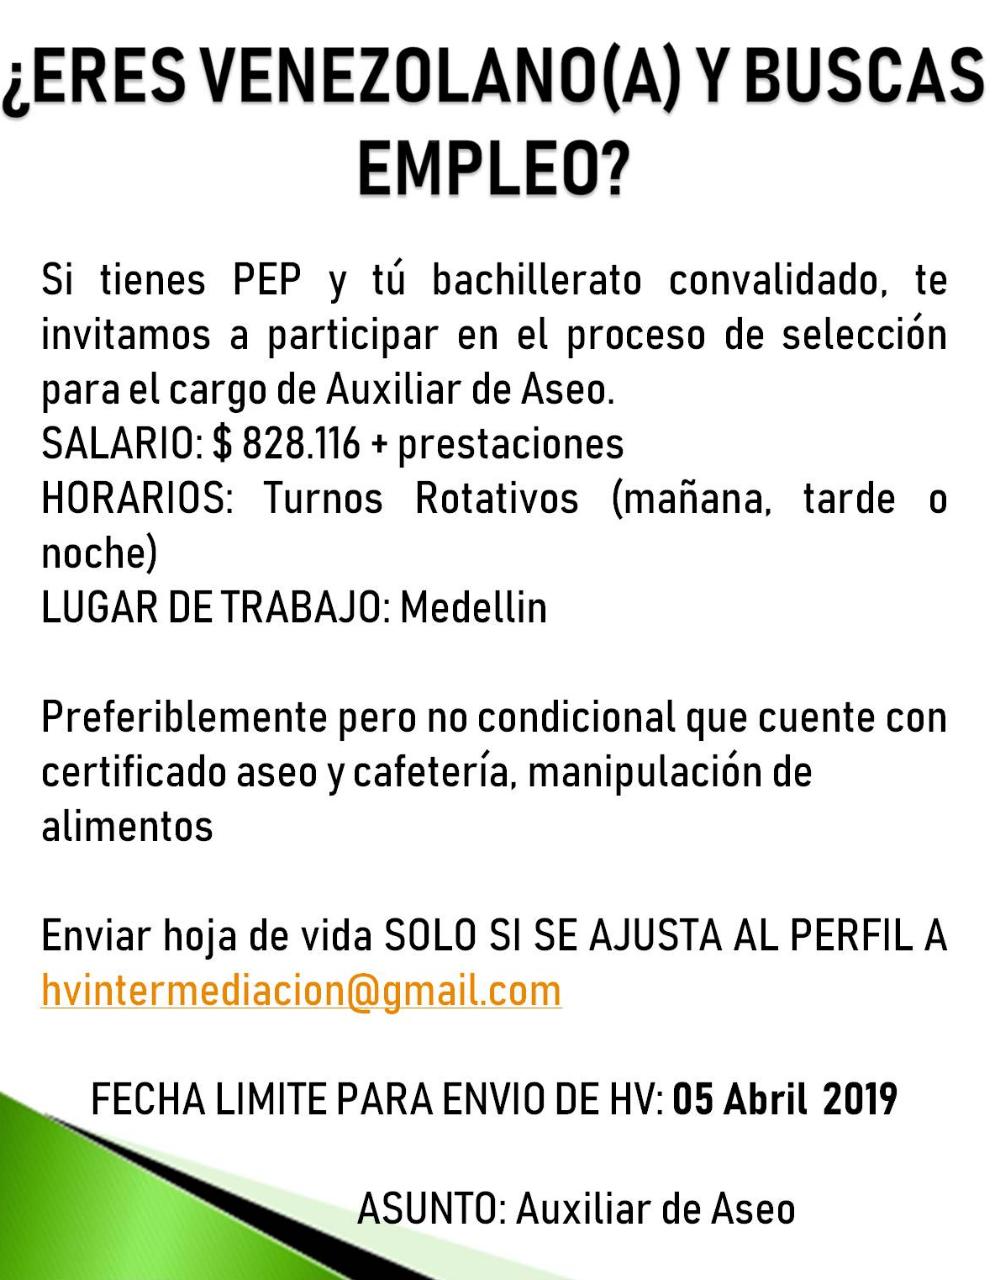 ¿ERES VENEZOLANO(A) Y BUSCAS
EMPLEO?
Si tienes PEP y tú bachillerato convalidado, te
invitamos a participar en el proceso de selección
para el cargo de Auxiliar de Aseo.
SALARIO: $ 828.116 + prestaciones
HORARIOS: Turnos Rotativos (mañana, tarde o
noche)
LUGAR DE TRABAJO: Medellin
Preferiblemente pero no condicional que cuente con
certificado aseo y cafetería, manipulación de
alimentos
Enviar hoja de vida SOLO SI SE AJUSTA AL PERFIL A
hvintermediacion@gmail.com
FECHA LIMITE PARA ENVIO DE HV: 05 Abril 2019
ASUNTO: Auxiliar de Aseo